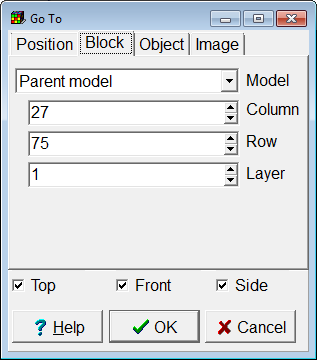 Go To
Position Block Object Image
Parent model Model
27 Column
75 Row
1 Layer
Top Front Side
? Help OK Cancel